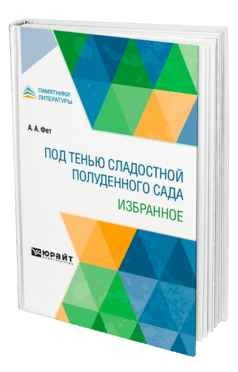 ПАМЯТНИКИ
ЛИТЕРАТУРЫ
А. А. Фет
ПОД ТЕНЬЮ СЛАДОСТНОЙ
ПОЛУДЕННОГО САДА
ИЗБРАННОЕ
юрайт